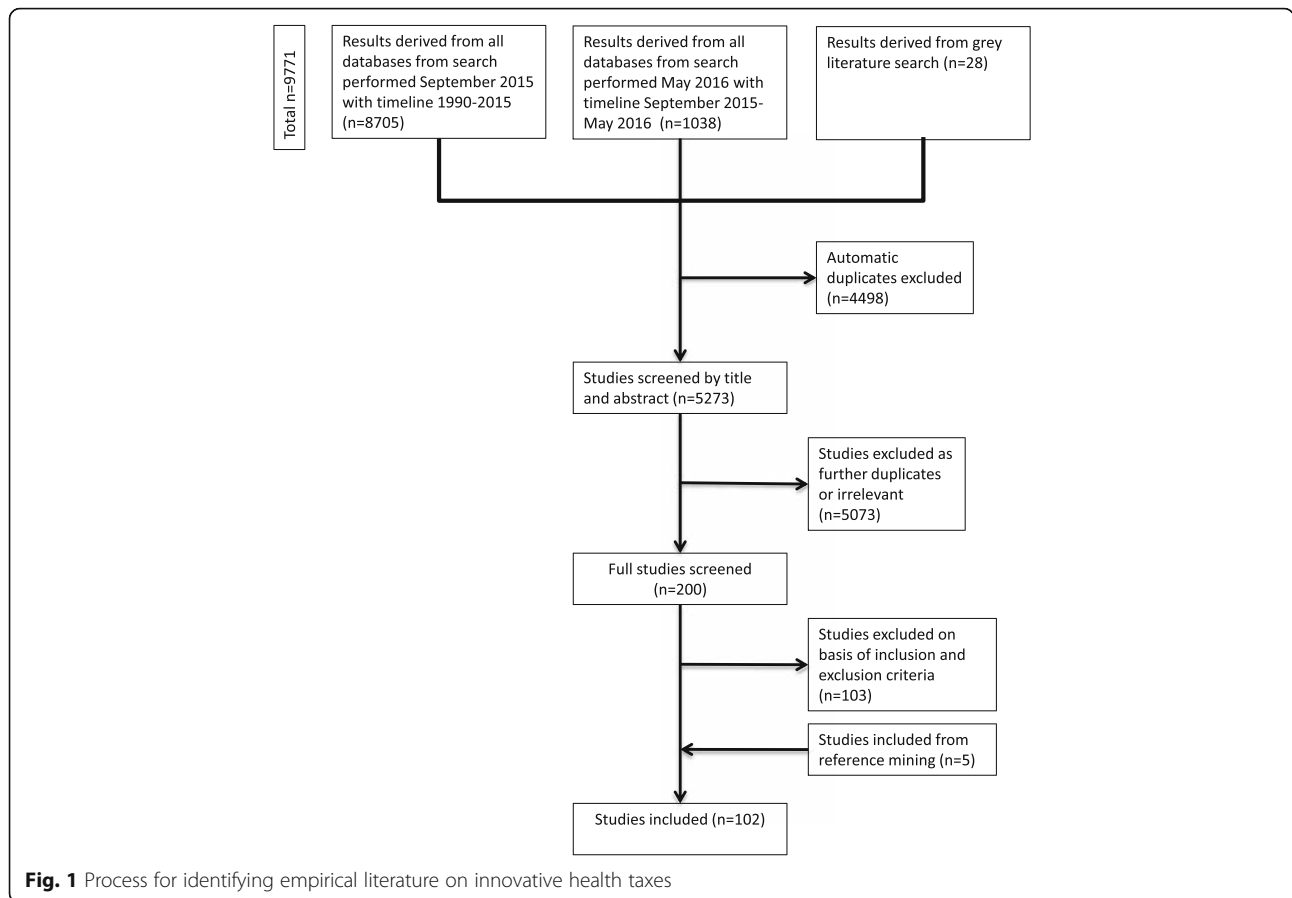 Total n=9771
Results derived from all
databases from search
performed September 2015
with timeline 1990-2015
(n=8705)
Results derived from all
databases from search
performed May 2016 with
timeline September 2015-
May 2016 (n=1038)
Results derived from grey
literature search (n=28)
Automatic
duplicates excluded
(n=4498)
Studies screened by title
and abstract (n=5273)
Studies excluded as
further duplicates
or irrelevant
(n=5073)
Full studies screened
(n=200)
Studies excluded on
basis of inclusion and
exclusion criteria
(n=103)
Studies included from
reference mining (n=5)
Studies included (n=102)
Fig. 1 Process for identifying empirical literature on innovative health taxes